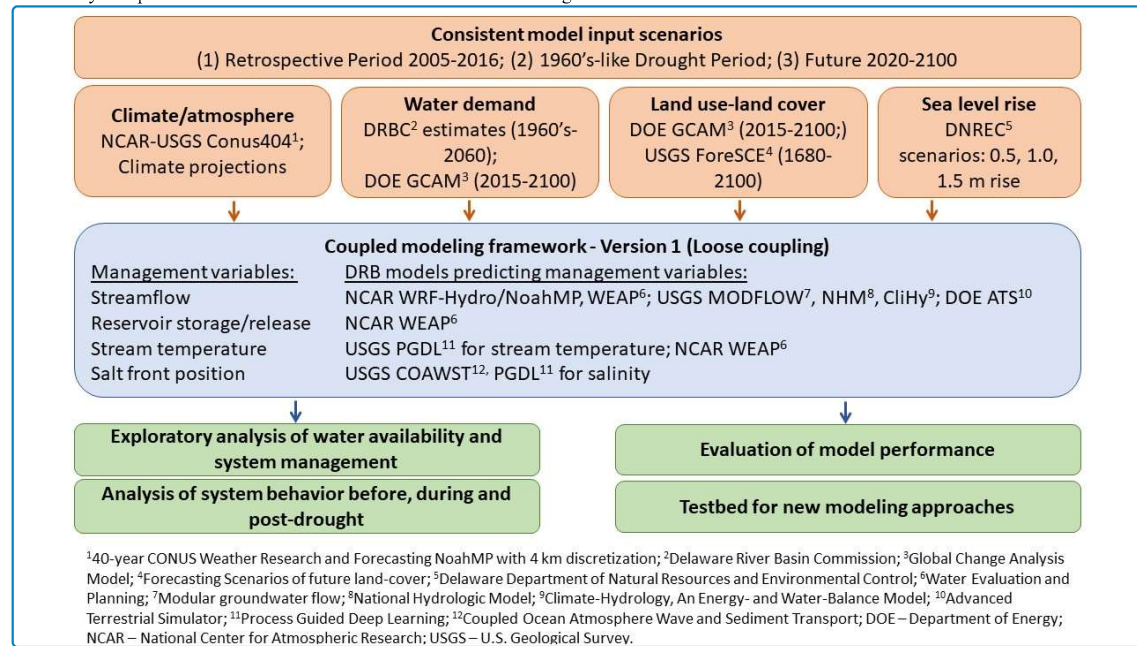 Consistent model input scenarios
(1) Retrospective Period 2005-2016; (2) 1960's-like Drought Period; (3) Future 2020-2100
Climate/atmosphere
NCAR-USGS Conus404¹;
Climate projections
Water demand
DRBC² estimates (1960's-
2060);
DOE GCAM³ (2015-2100)
Land use-land cover
DOE GCAM³ (2015-2100;)
USGS ForeSCE⁴ (1680-
2100)
Sea level rise
DNREC⁵
scenarios: 0.5, 1.0,
1.5 m rise
Coupled modeling framework - Version 1 (Loose coupling)
Management variables: DRB models predicting management variables:
Streamflow NCAR WRF-Hydro/NoahMP, WEAP⁶; USGS MODFLOW⁷, NHM⁸, CliHy⁹; DOE ATS¹⁰
Reservoir storage/release NCAR WEAP⁶
Stream temperature USGS PGDL¹¹ for stream temperature; NCAR WEAP⁶
Salt front position USGS COAWST¹², PGDL¹¹ for salinity
Exploratory analysis of water availability and
system management
Analysis of system behavior before, during and
post-drought
Evaluation of model performance
Testbed for new modeling approaches
¹40-year CONUS Weather Research and Forecasting NoahMP with 4 km discretization; ²Delaware River Basin Commission; ³Global Change Analysis
Model; ⁴Forecasting Scenarios of future land-cover; ⁵Delaware Department of Natural Resources and Environmental Control; ⁶Water Evaluation and
Planning; ⁷Modular groundwater flow; ⁸National Hydrologic Model; ⁹Climate-Hydrology, An Energy- and Water-Balance Model; ¹⁰Advanced
Terrestrial Simulator; ¹¹Process Guided Deep Learning; ¹²Coupled Ocean Atmosphere Wave and Sediment Transport; DOE – Department of Energy;
NCAR – National Center for Atmospheric Research; USGS – U.S. Geological Survey.